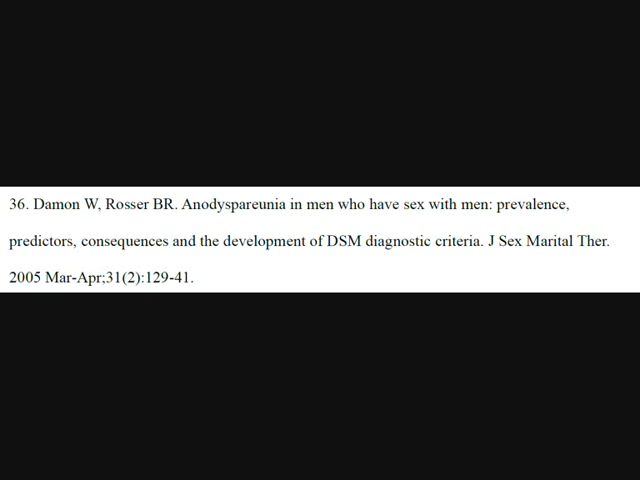 36. Damon W, Rosser BR. Anodyspareunia in men who have sex with men: prevalence,
predictors, consequences and the development of DSM diagnostic criteria. J Sex Marital Ther.
2005 Mar-Apr;31(2):129-41.